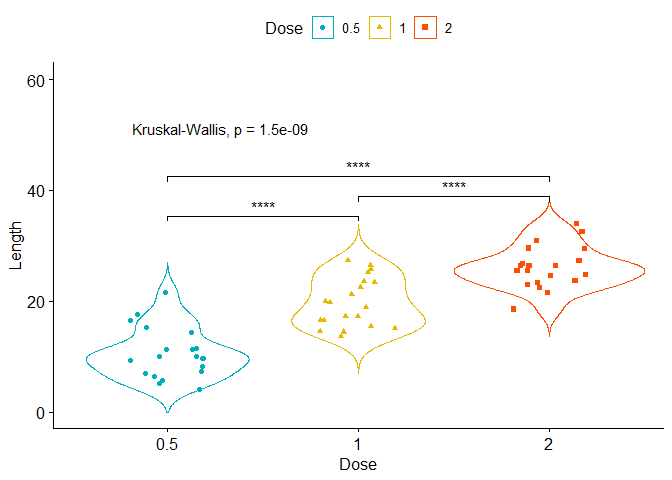 Dose 0.5 1 2
60
Kruskal-Wallis, p = 1.5e-09
****
**** ****
40
Length
20
0
0.5 1 2
Dose